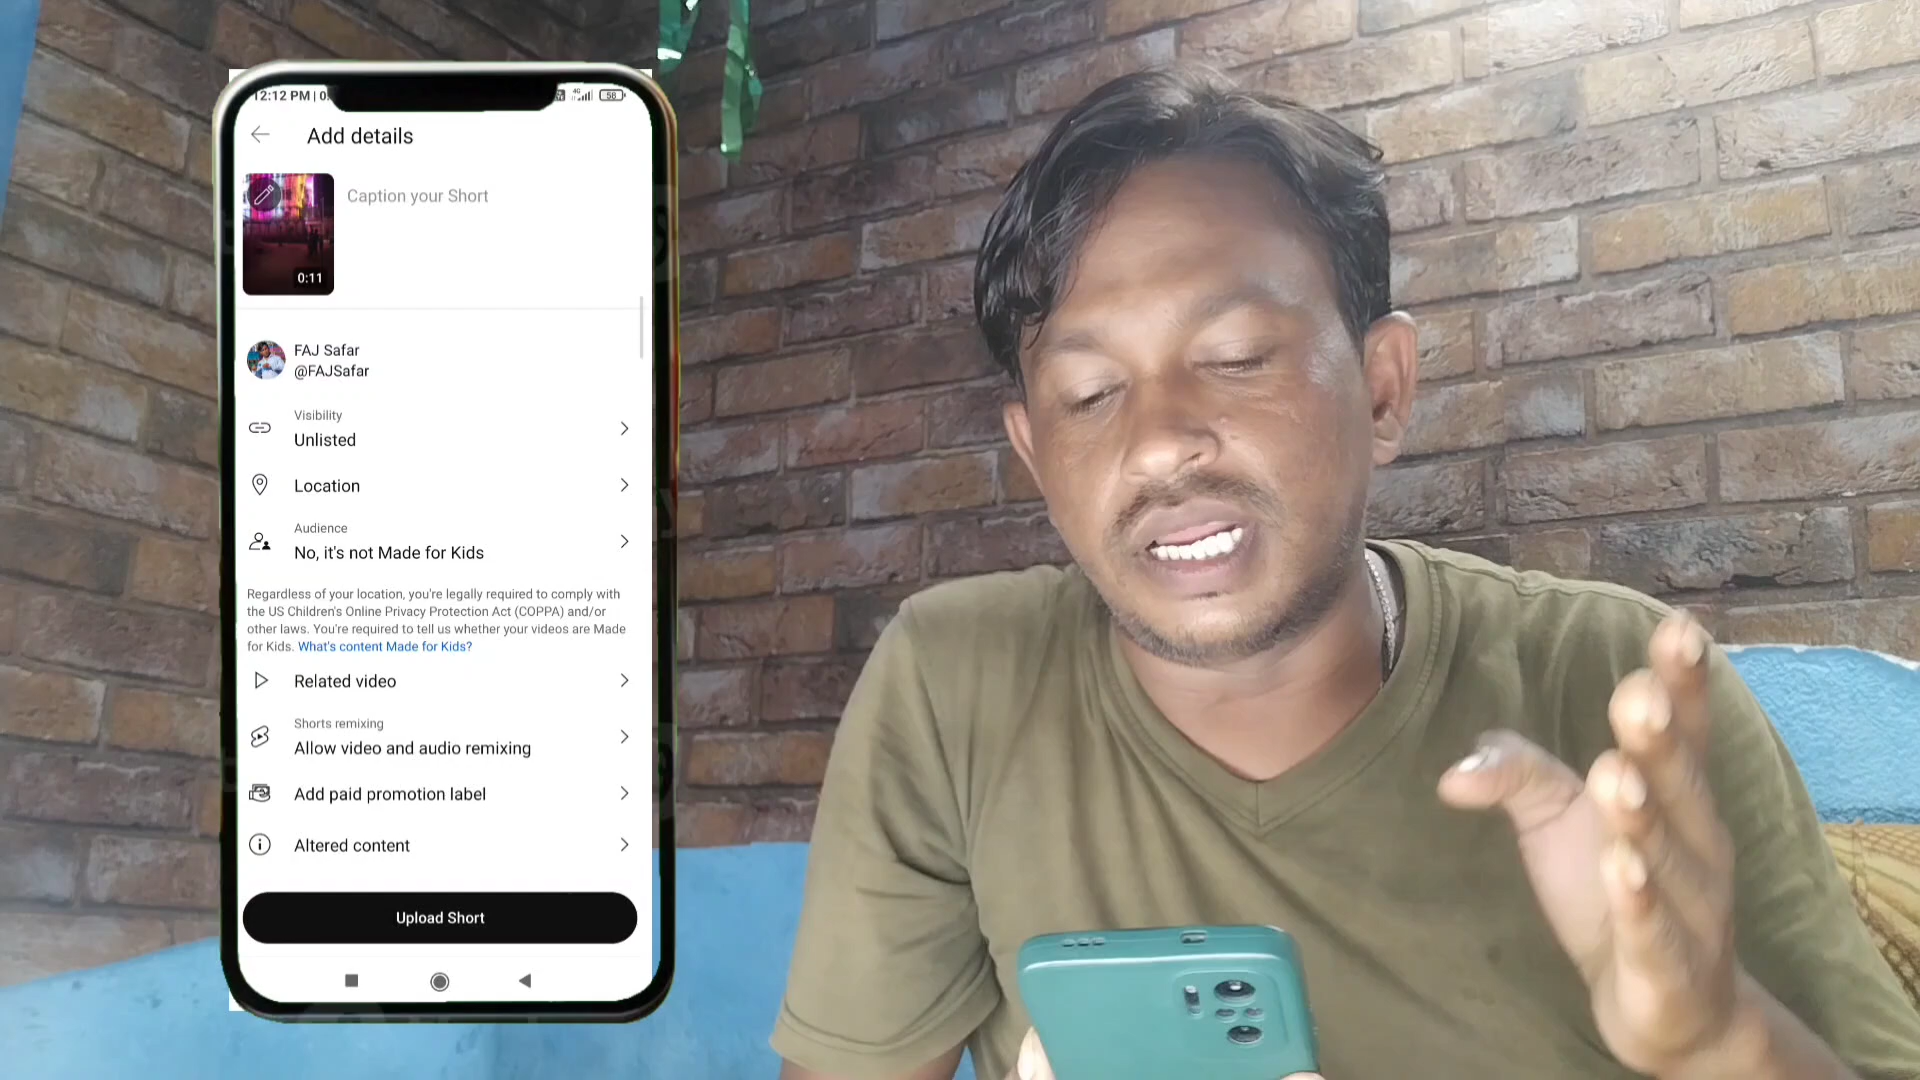 12:12 PM | 0.
58
Add details
Caption your Short
0:11
FAJ Safar
@FAJSafar
Visibility
Unlisted
Location
Audience
No, it's not Made for Kids
Regardless of your location, you're legally required to comply with
the US Children's Online Privacy Protection Act (COPPA) and/or
other laws. You're required to tell us whether your videos are Made
for Kids. What's content Made for Kids?
Related video
Shorts remixing
Allow video and audio remixing
Add paid promotion label
Altered content
Upload Short